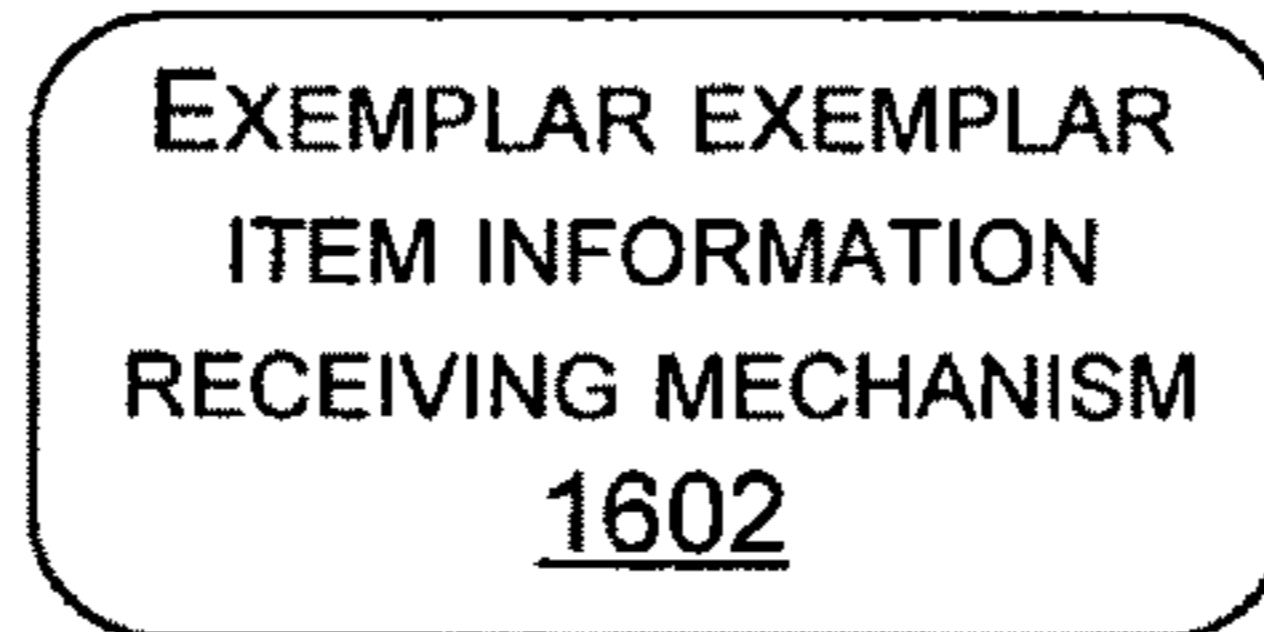 EXEMPLAR EXEMPLAR
ITEM INFORMATION
RECEIVING MECHANISM
1602